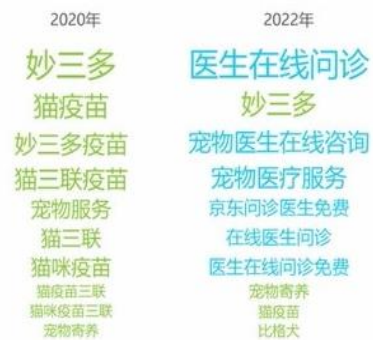 2020年
妙三多
猫疫苗
妙三多疫苗
猫三联疫苗
宠物服务
猫三联
猫咪疫苗
猫疫苗三联
猫咪疫苗三联
宠物寄养
2022年
医生在线问诊
妙三多
宠物医生在线咨询
宠物医疗服务
京东问诊医生免费
在线医生问诊
医生在线问诊免费
宠物寄养
猫疫苗
比格犬